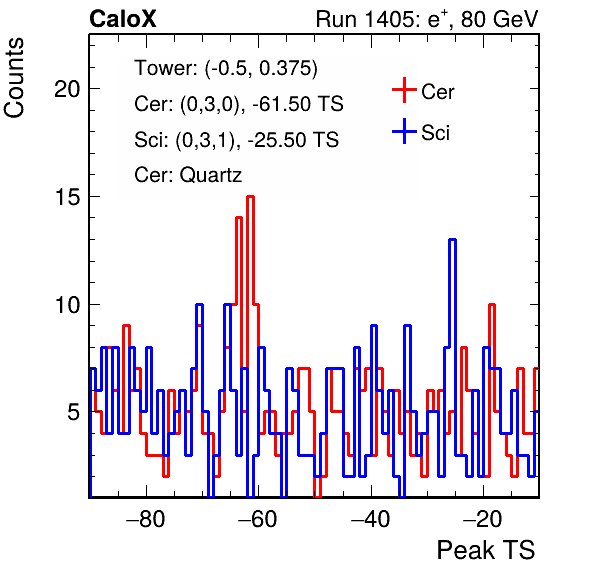 CaloX Run 1405: e⁺, 80 GeV
Counts
Tower: (-0.5, 0.375)
Cer: (0,3,0), -61.50 TS
Sci: (0,3,1), -25.50 TS
Cer: Quartz
Cer
Sci
20
15
10
5
−80 −60 −40 −20
Peak TS